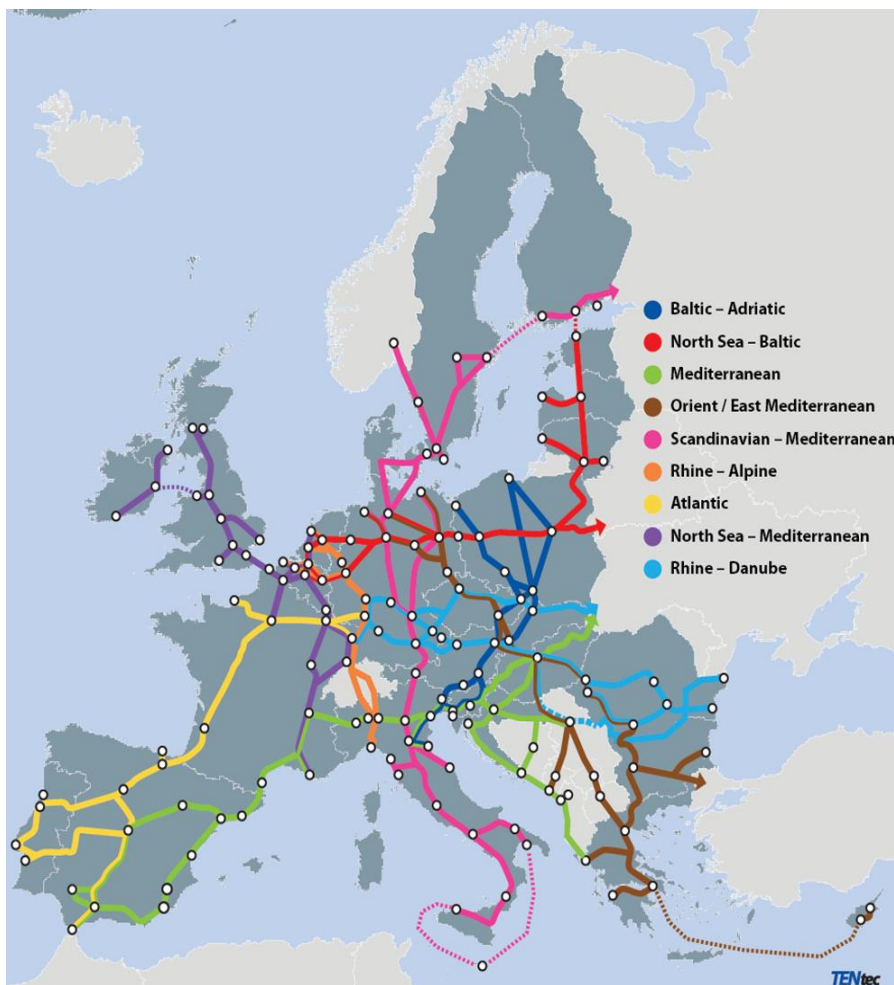 Baltic – Adriatic
North Sea – Baltic
Mediterranean
Orient / East Mediterranean
Scandinavian – Mediterranean
Rhine – Alpine
Atlantic
North Sea – Mediterranean
Rhine – Danube
TENtec